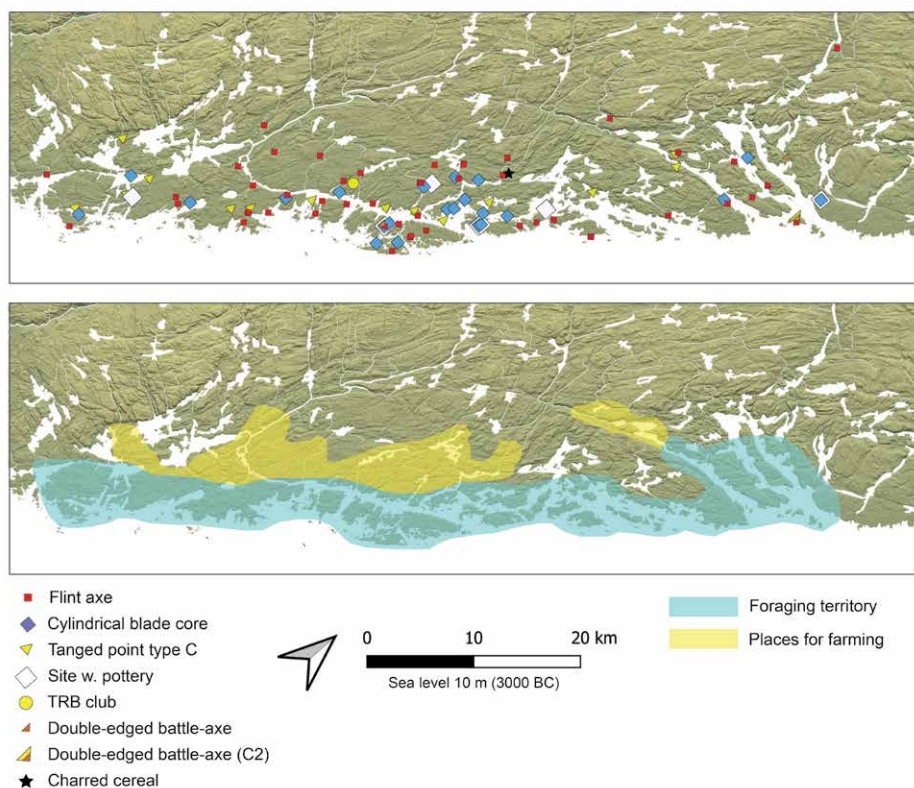 Flint axe
Cylindrical blade core
Tanged point type C
Site w. pottery
TRB club
Double-edged battle-axe
Double-edged battle-axe (C2)
Charred cereal
0 10 20 km
Sea level 10 m (3000 BC)
Foraging territory
Places for farming